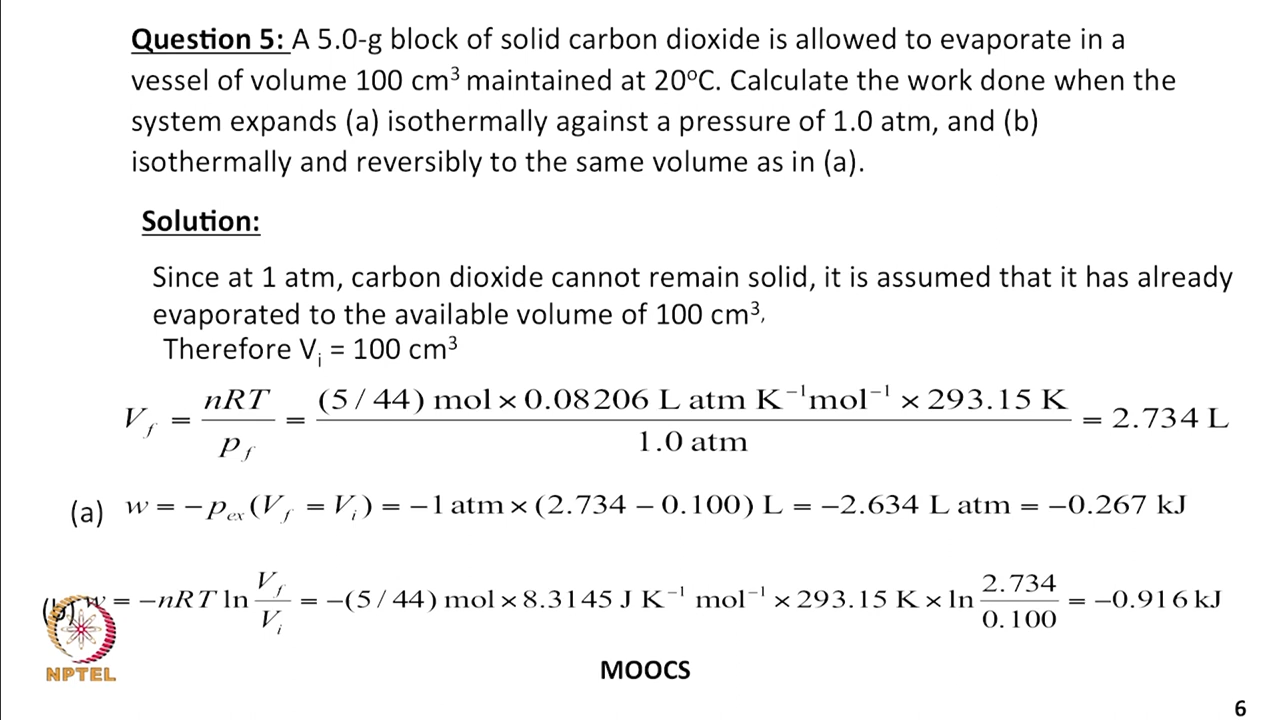 Question 5: A 5.0-g block of solid carbon dioxide is allowed to evaporate in a
vessel of volume 100 cm³ maintained at 20°C. Calculate the work done when the
system expands (a) isothermally against a pressure of 1.0 atm, and (b)
isothermally and reversibly to the same volume as in (a).
Solution:
Since at 1 atm, carbon dioxide cannot remain solid, it is assumed that it has already
evaporated to the available volume of 100 cm³.
Therefore Vᵢ = 100 cm³
V_f = nRT / p_f = (5 / 44) mol × 0.08206 L atm K⁻¹mol⁻¹ × 293.15 K / 1.0 atm = 2.734 L
(a) w = −p_ex(V_f = V_i) = −1 atm × (2.734 − 0.100) L = −2.634 L atm = −0.267 kJ
(b) w = −nRT ln V_f / V_i = −(5 / 44) mol × 8.3145 J K⁻¹ mol⁻¹ × 293.15 K × ln 2.734 / 0.100 = −0.916 kJ
NPTEL
MOOCS
6